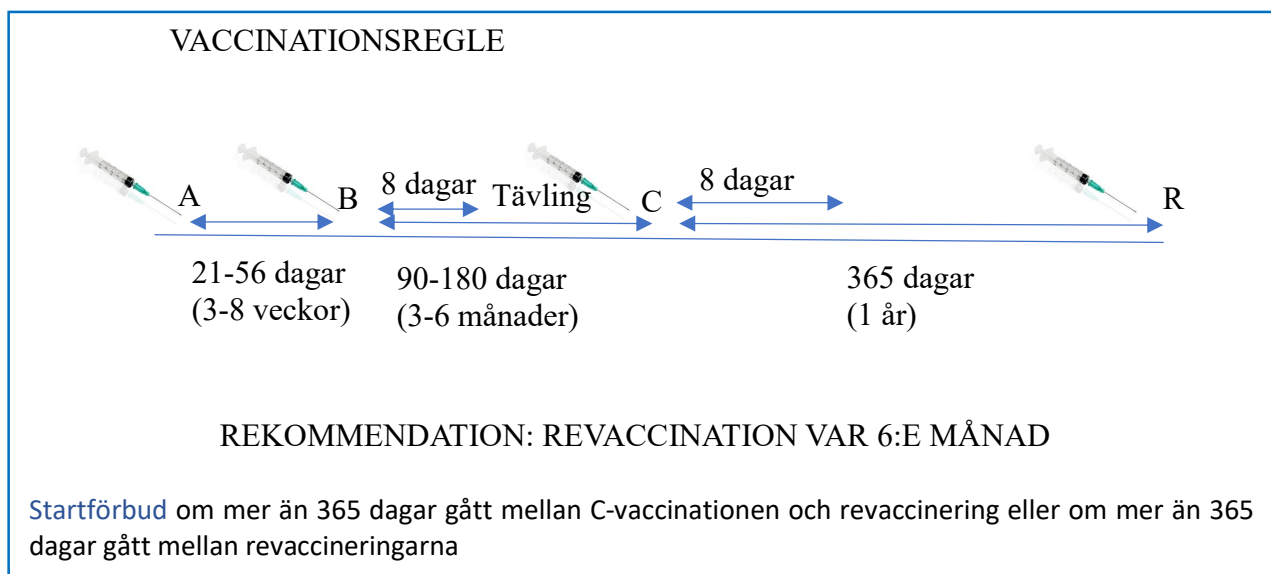 VACCINATIONSREGLE
A
B
8 dagar
Tävling
C
8 dagar
R
21-56 dagar
(3-8 veckor)
90-180 dagar
(3-6 månader)
365 dagar
(1 år)
REKOMMENDATION: REVACCINATION VAR 6:E MÅNAD
Startförbud om mer än 365 dagar gått mellan C-vaccinationen och revaccinering eller om mer än 365
dagar gått mellan revaccineringarna